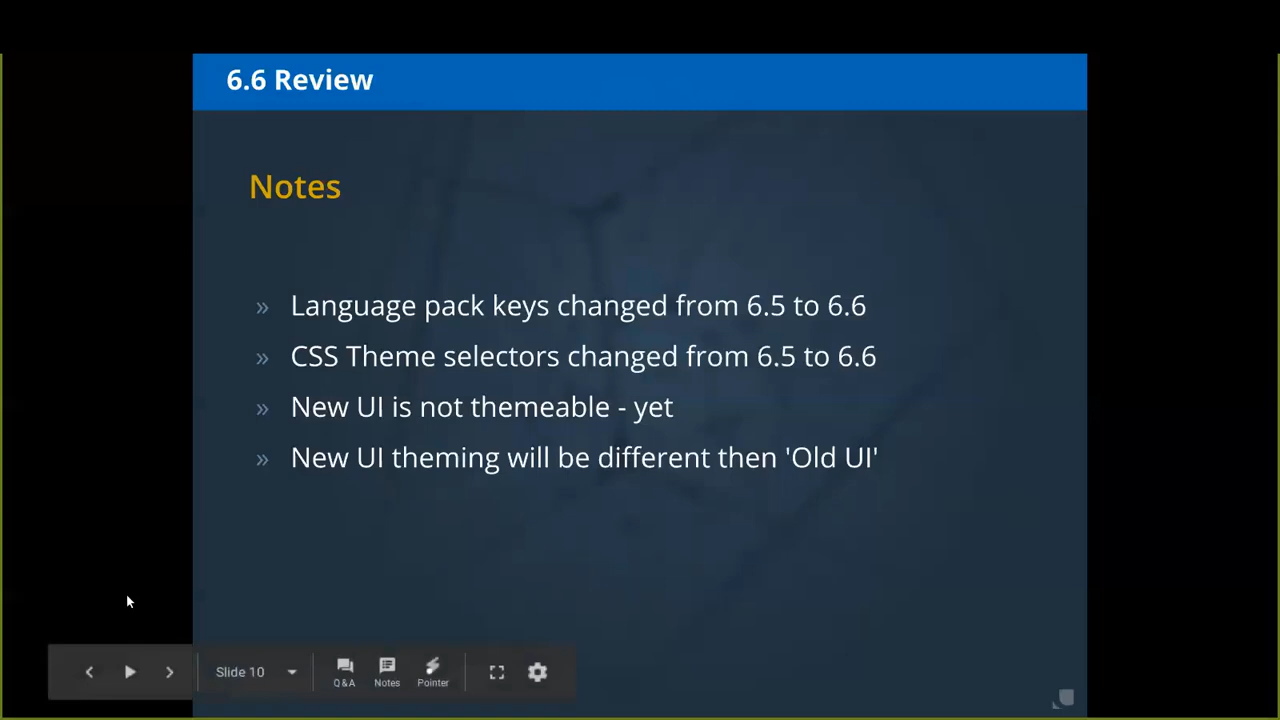 6.6 Review
Notes
» Language pack keys changed from 6.5 to 6.6
» CSS Theme selectors changed from 6.5 to 6.6
» New UI is not themeable - yet
» New UI theming will be different then 'Old UI'
Slide 10
Q&A
Notes
Pointer